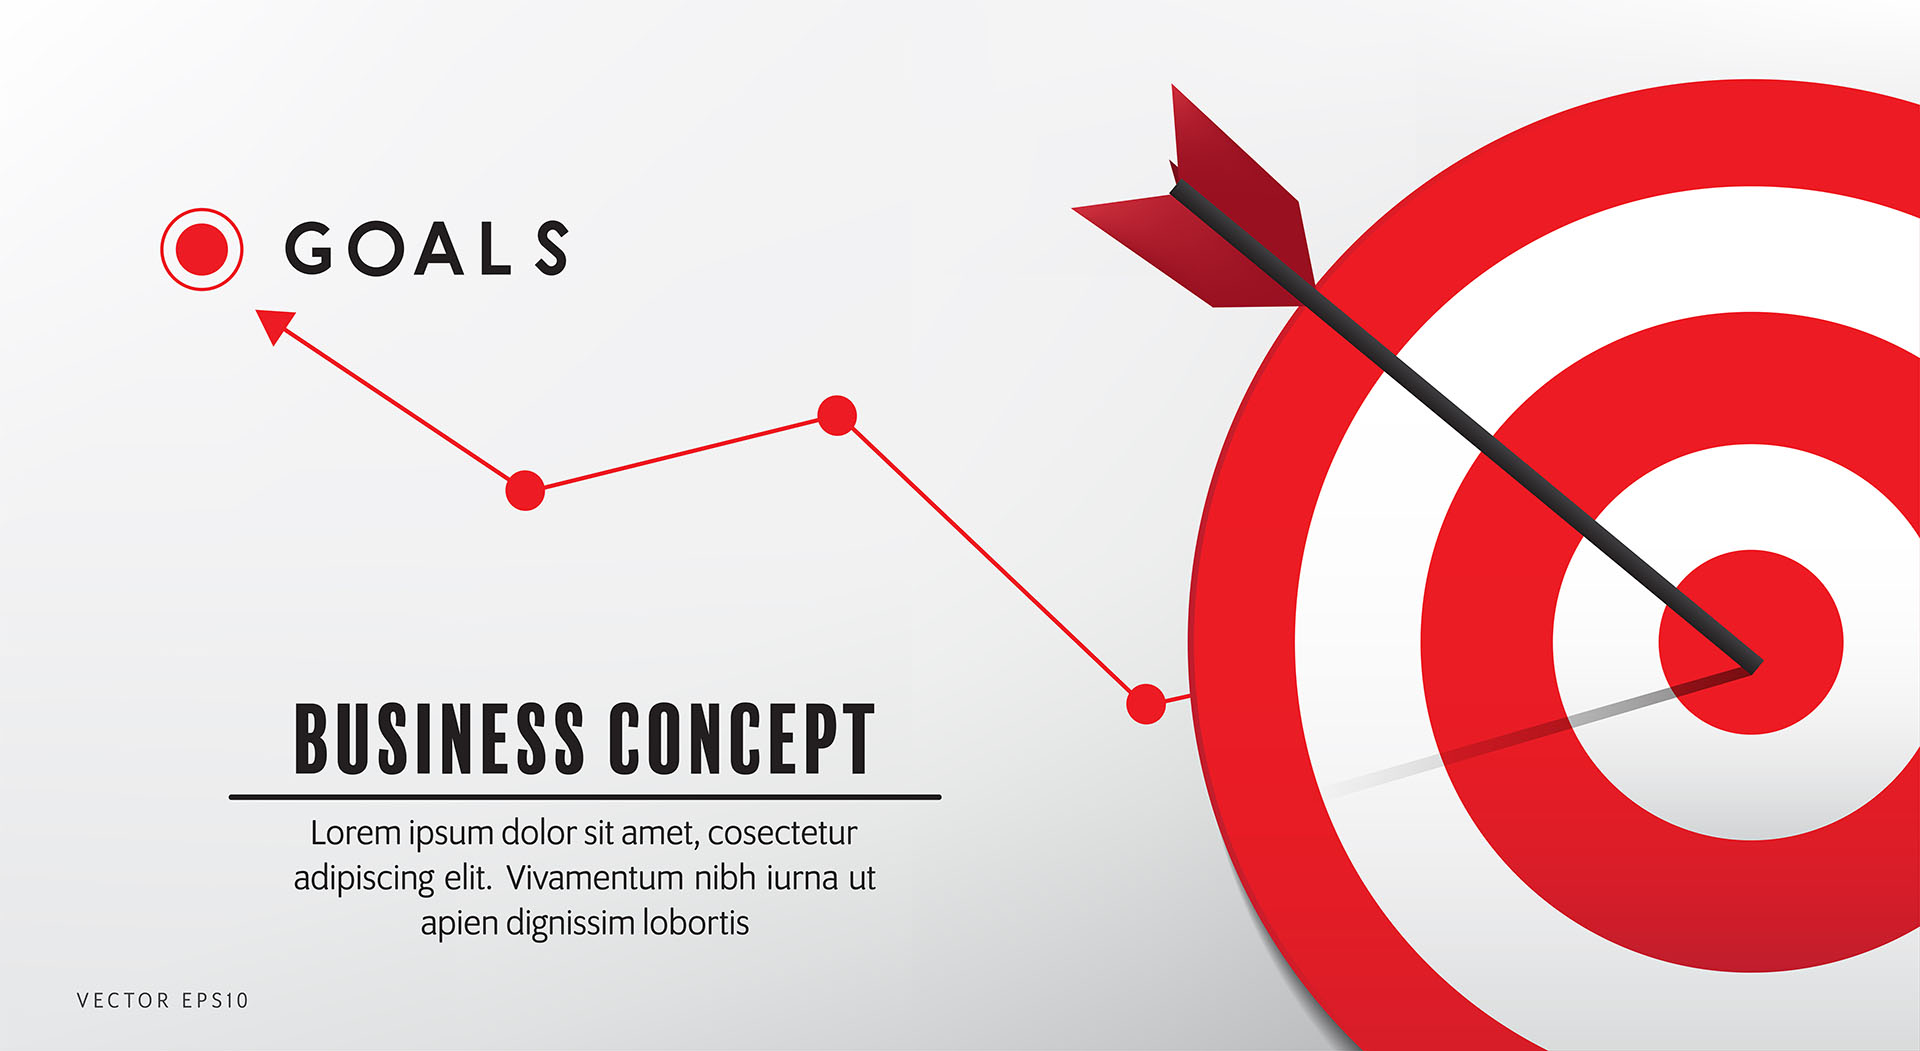 GOALS
BUSINESS CONCEPT
Lorem ipsum dolor sit amet, cosectetur
adipiscing elit. Vivamentum nibh iurna ut
apien dignissim lobortis
VECTOR EPS10